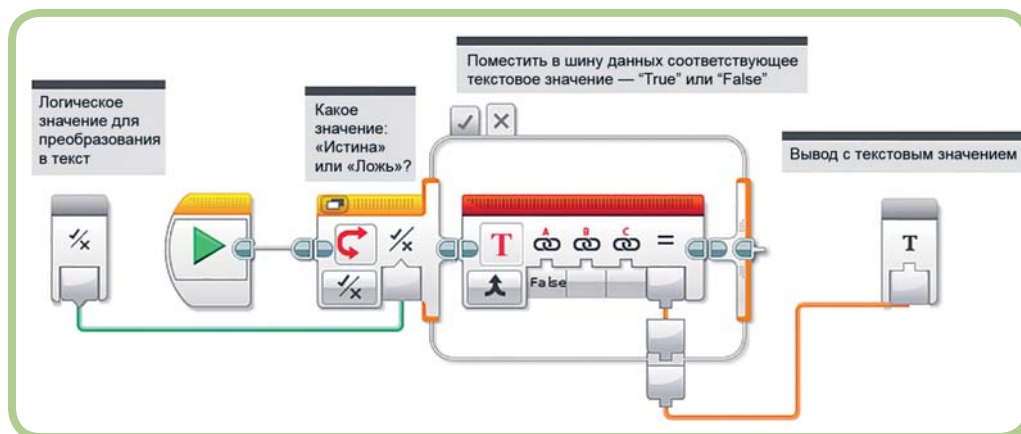 Поместить в шину данных соответствующее
текстовое значение — “True” или “False”
Логическое
значение для
преобразования
в текст
Какое
значение:
«Истина»
или «Ложь»?
Вывод с текстовым значением
T
A B C
=
False
T